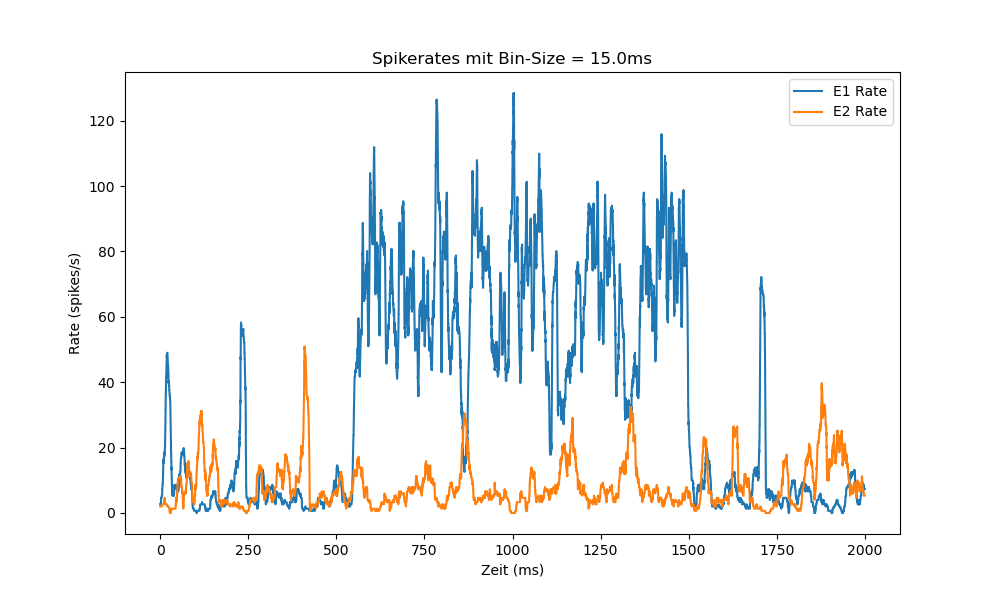 Spikerates mit Bin-Size = 15.0ms
E1 Rate
E2 Rate
Rate (spikes/s)
120
100
80
60
40
20
0
0 250 500 750 1000 1250 1500 1750 2000
Zeit (ms)